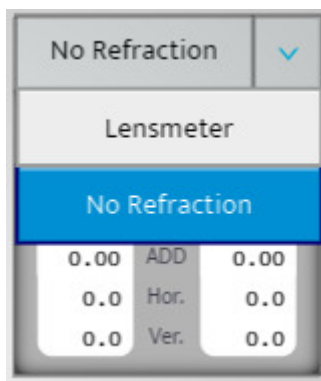 No Refraction
Lensmeter
No Refraction
0.00 ADD 0.00
0.0 Hor. 0.0
0.0 Ver. 0.0